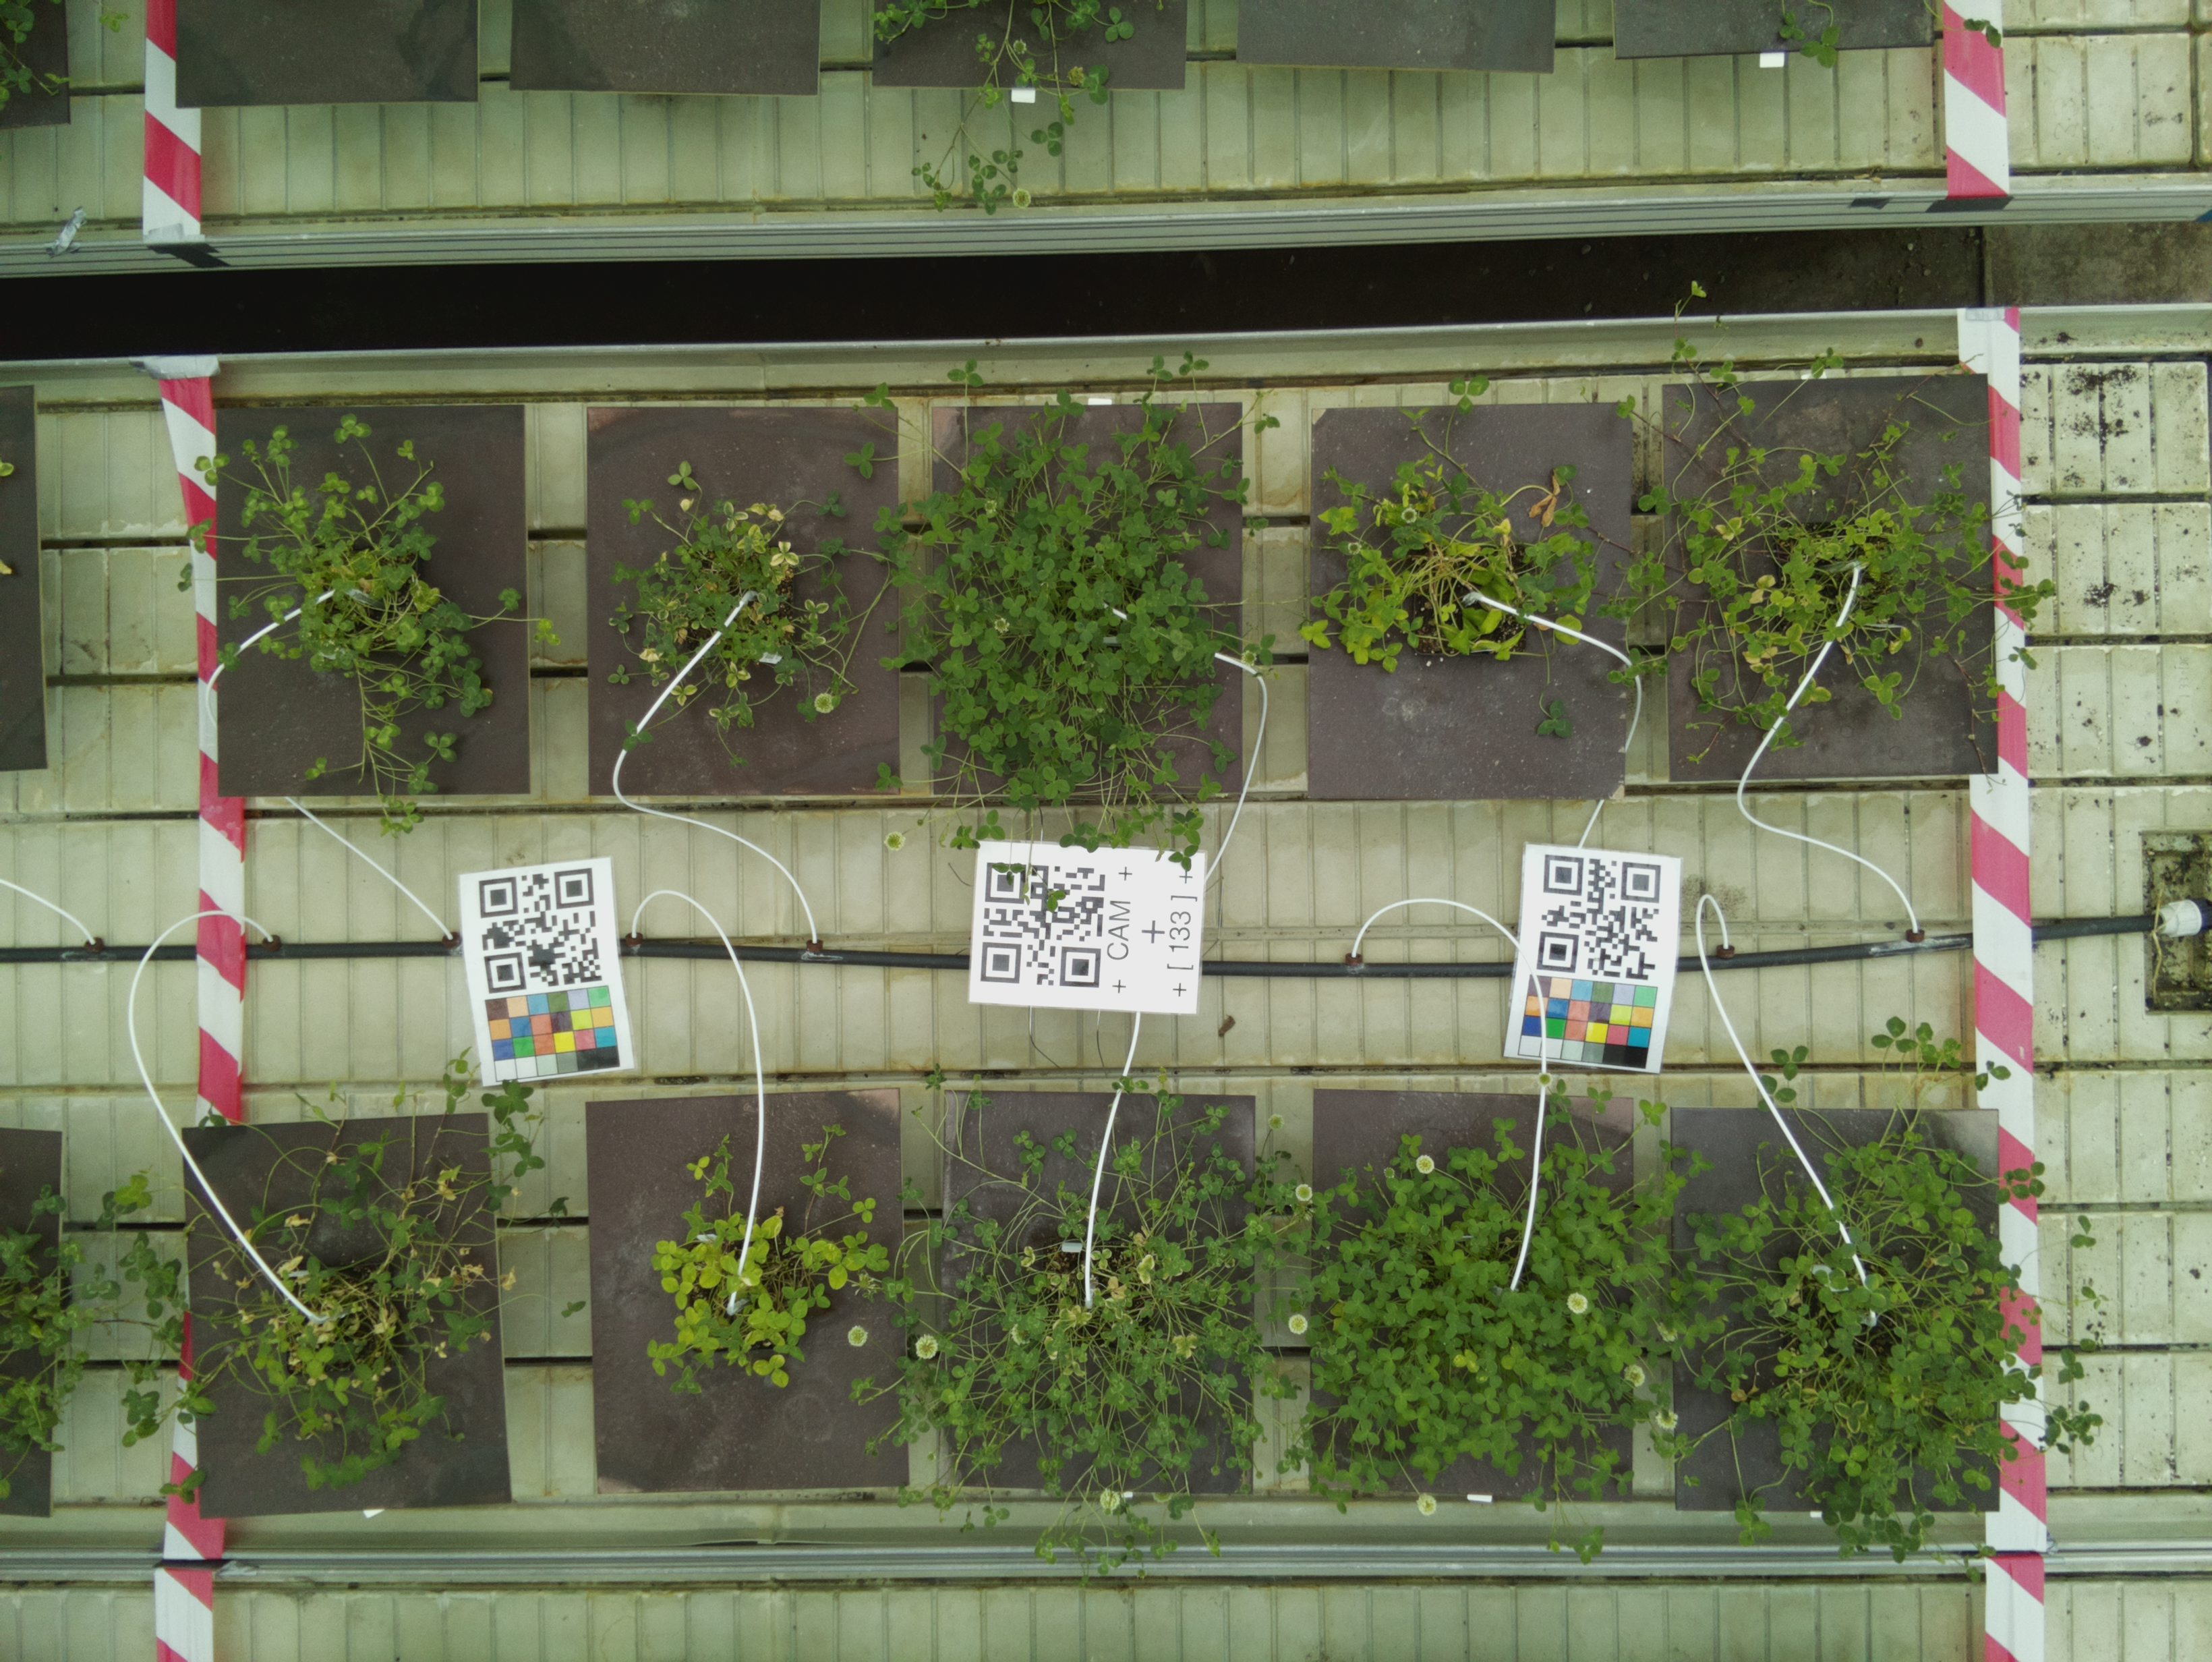 + CAM +
+
+ [ 133 ] +